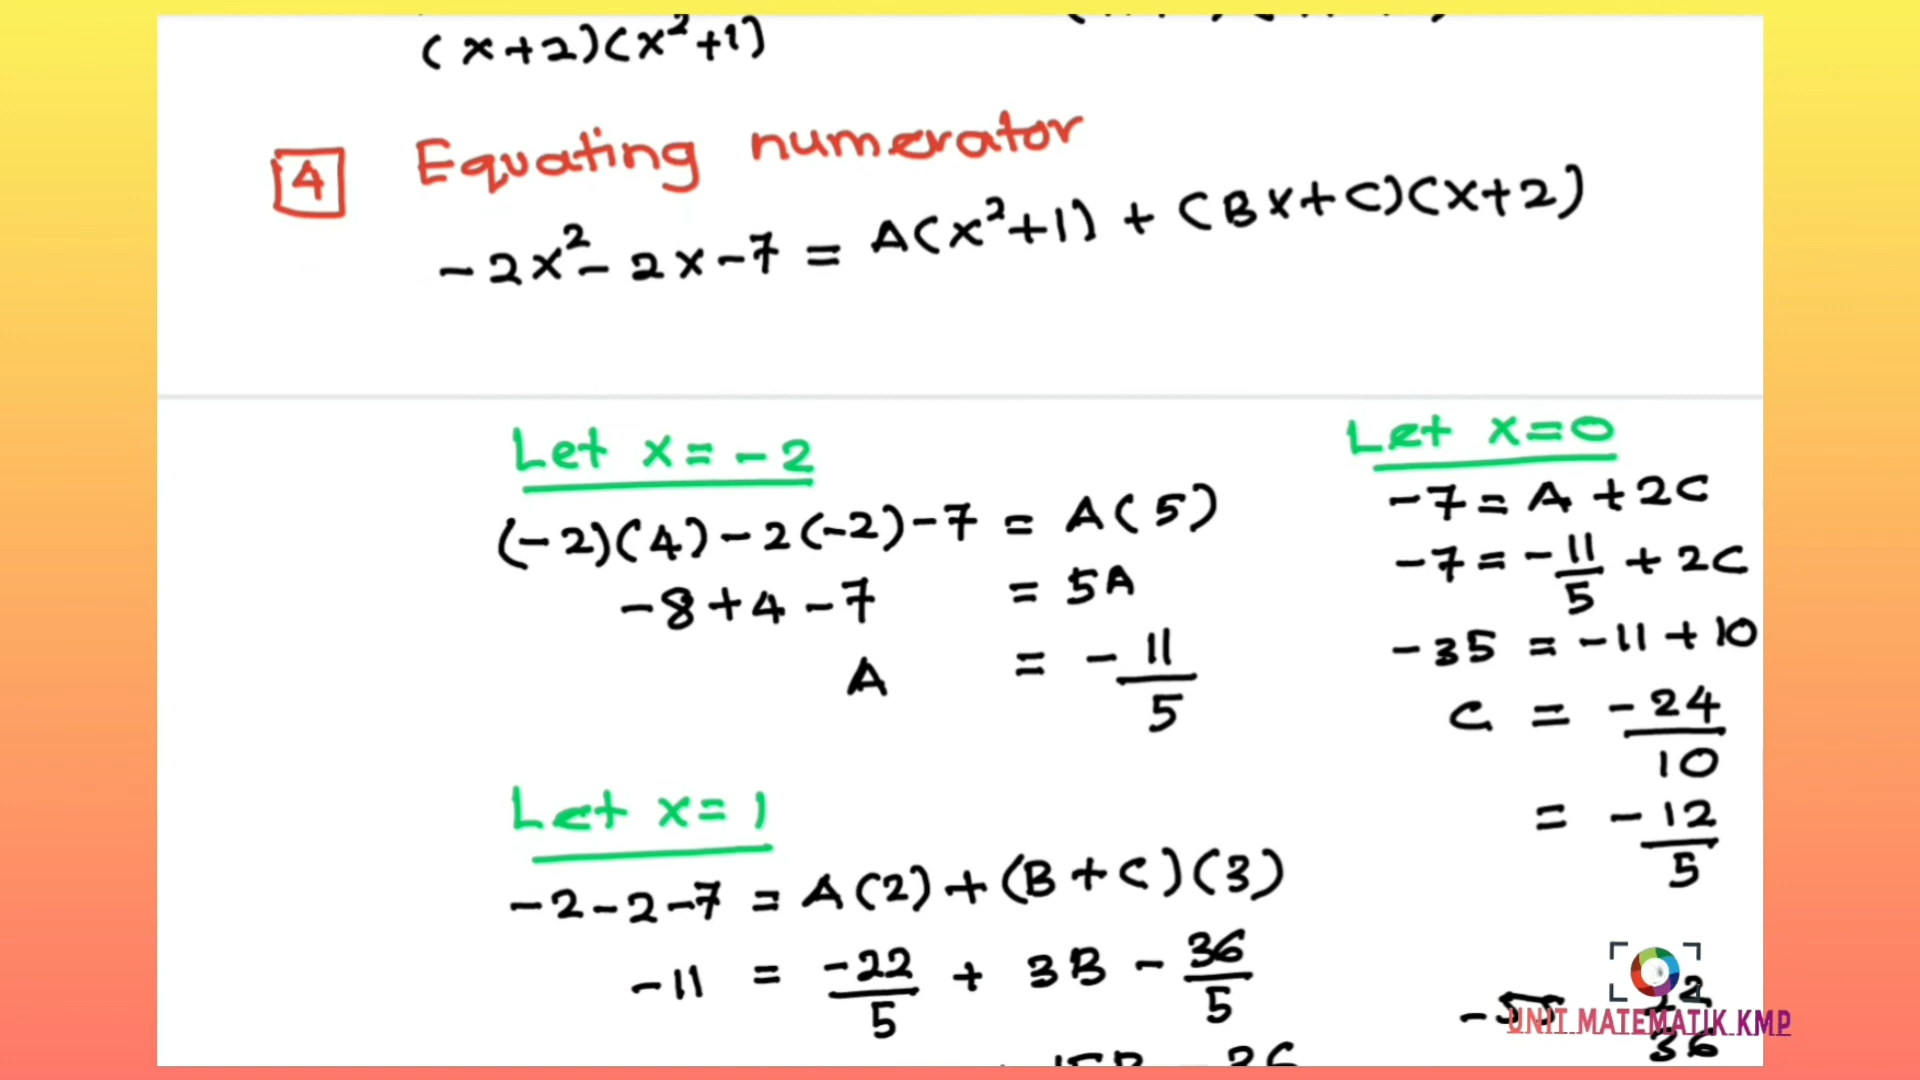 (x+2)(x²+1)
4 Equating numerator
-2x²-2x-7 = A(x²+1) + (Bx+C)(x+2)
Let x=-2
(-2)(4)-2(-2)-7 = A(5)
-8+4-7 = 5A
A = -11/5
Let x=0
-7 = A+2C
-7 = -11/5 + 2C
-35 = -11+10
C = -24/10
= -12/5
Let x=1
-2-2-7 = A(2)+(B+C)(3)
-11 = -22/5 + 3B - 36/5
36
UNIT.MATEMATIK.KMP